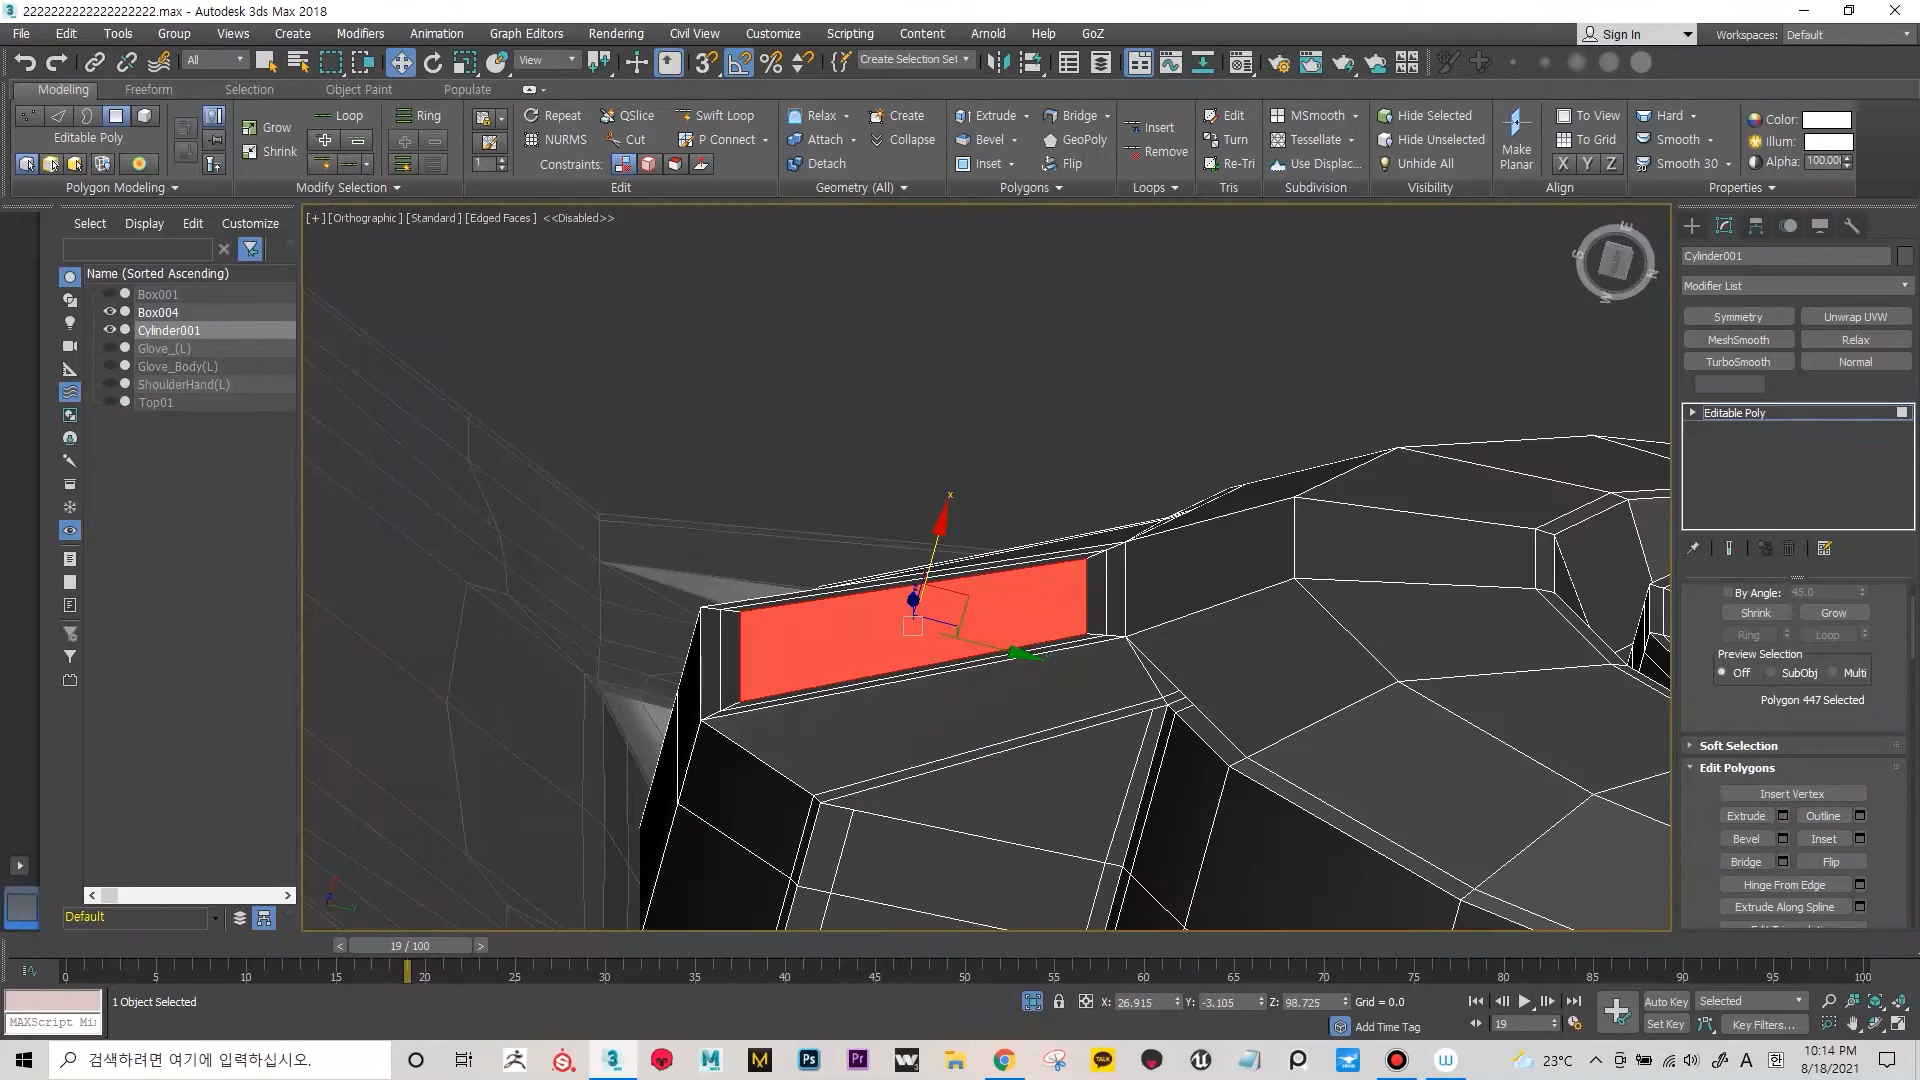 2222222222222222222222.max - Autodesk 3ds Max 2018
File Edit Tools Group Views Create Modifiers Animation Graph Editors Rendering Civil View Customize Scripting Content Arnold Help GoZ
Sign In Workspaces: Default
All View Create Selection Set
Modeling Freeform Selection Object Paint Populate
Editable Poly
Polygon Modeling
Grow
Shrink
Loop
Ring
Modify Selection
1
Repeat QSlice Swift Loop
NURMS Cut P Connect
Constraints:
Edit
Relax Create
Attach Collapse
Detach
Geometry (All)
Extrude Bridge
Bevel GeoPoly
Inset Flip
Polygons
Insert
Remove
Loops
Edit
Turn
Re-Tri
Tris
MSmooth
Tessellate
Use Displac...
Subdivision
Hide Selected
Hide Unselected
Unhide All
Visibility
Make Planar
To View
To Grid
X Y Z
Align
Hard
Smooth
Smooth 30
Color:
Illum:
Alpha: 100.00
Properties
Select Display Edit Customize
Name (Sorted Ascending)
Box001
Box004
Cylinder001
Glove_(L)
Glove_Body(L)
ShoulderHand(L)
Top01
Default
[+] [Orthographic] [Standard] [Edged Faces] <<Disabled>>
x
Cylinder001
Modifier List
Symmetry Unwrap UVW
MeshSmooth Relax
TurboSmooth Normal
Editable Poly
By Angle: 45.0
Shrink Grow
Ring Loop
Preview Selection
Off SubObj Multi
Polygon 447 Selected
Soft Selection
Edit Polygons
Insert Vertex
Extrude Outline
Bevel Inset
Bridge Flip
Hinge From Edge
Extrude Along Spline
< 19 / 100 >
0 5 10 15 20 25 30 35 40 45 50 55 60 65 70 75 80 85 90 95 100
1 Object Selected
MAXScript Mi
X: 26.915 Y: -3.105 Z: 98.725 Grid = 0.0
Add Time Tag
19
Auto Key Selected
Set Key Key Filters...
검색하려면 여기에 입력하십시오.
23°C
A
10:14 PM
8/18/2021